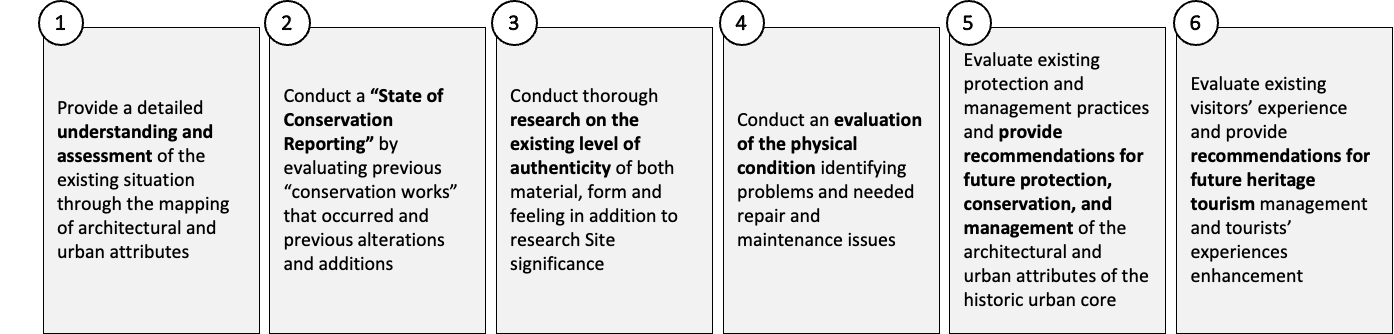 1
Provide a detailed
understanding and
assessment of the
existing situation
through the mapping
of architectural and
urban attributes
2
Conduct a “State of
Conservation
Reporting” by
evaluating previous
“conservation works”
that occurred and
previous alterations
and additions
3
Conduct thorough
research on the
existing level of
authenticity of both
material, form and
feeling in addition to
research Site
significance
4
Conduct an evaluation
of the physical
condition identifying
problems and needed
repair and
maintenance issues
5
Evaluate existing
protection and
management practices
and provide
recommendations for
future protection,
conservation, and
management of the
architectural and
urban attributes of the
historic urban core
6
Evaluate existing
visitors’ experience
and provide
recommendations for
future heritage
tourism management
and tourists’
experiences
enhancement